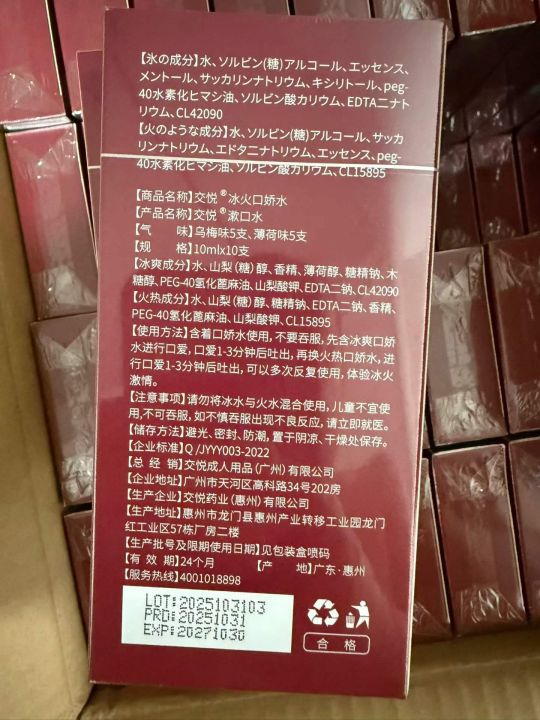 【氷の成分】水、ソルビン(糖)アルコール、エッセンス、
メントール、サッカリンナトリウム、キシリトール、peg-
40水素化ヒマシ油、ソルビン酸カリウム、EDTA二ナト
リウム、CL42090
【火のような成分】水、ソルビン(糖)アルコール、サッカ
リンナトリウム、エドタ二ナトリウム、エッセンス、peg-
40水素化ヒマシ油、ソルビン酸カリウム、CL15895
【商品名称】交悦®冰火口娇水
【产品名称】交悦®漱口水
【气 味】乌梅味5支、薄荷味5支
【规 格】10mlx10支
【冰爽成分】水、山梨(糖)醇、香精、薄荷醇、糖精钠、木
糖醇、PEG-40氢化蓖麻油、山梨酸钾、EDTA二钠、CL42090
【火热成分】水、山梨(糖)醇、糖精钠、EDTA二钠、香精、
PEG-40氢化蓖麻油、山梨酸钾、CL15895
【使用方法】含着口娇水使用，不要吞服，先含冰爽口娇
水进行口爱，口爱1-3分钟后吐出，再换火热口娇水，进
行口爱1-3分钟后吐出，可以多次反复使用，体验冰火
激情。
【注意事项】请勿将冰水与火水混合使用，儿童不宜使
用，不可吞服，如不慎吞服出现不良反应，请立即就医。
【储存方法】避光、密封、防潮，置于阴凉、干燥处保存。
【企业标准】Q/JYYY003-2022
【总 经 销】交悦成人用品(广州)有限公司
【企业地址】广州市天河区高科路34号202房
【生产企业】交悦药业(惠州)有限公司
【生产地址】惠州市龙门县惠州产业转移工业园龙门
红工业区57栋厂房二楼
【生产批号及限期使用日期】见包装盒喷码
【有 效 期】24个月 【产 地】广东·惠州
【服务热线】4001018898
LOT:2025103103
PRD:20251031
EXP:20271030
合格